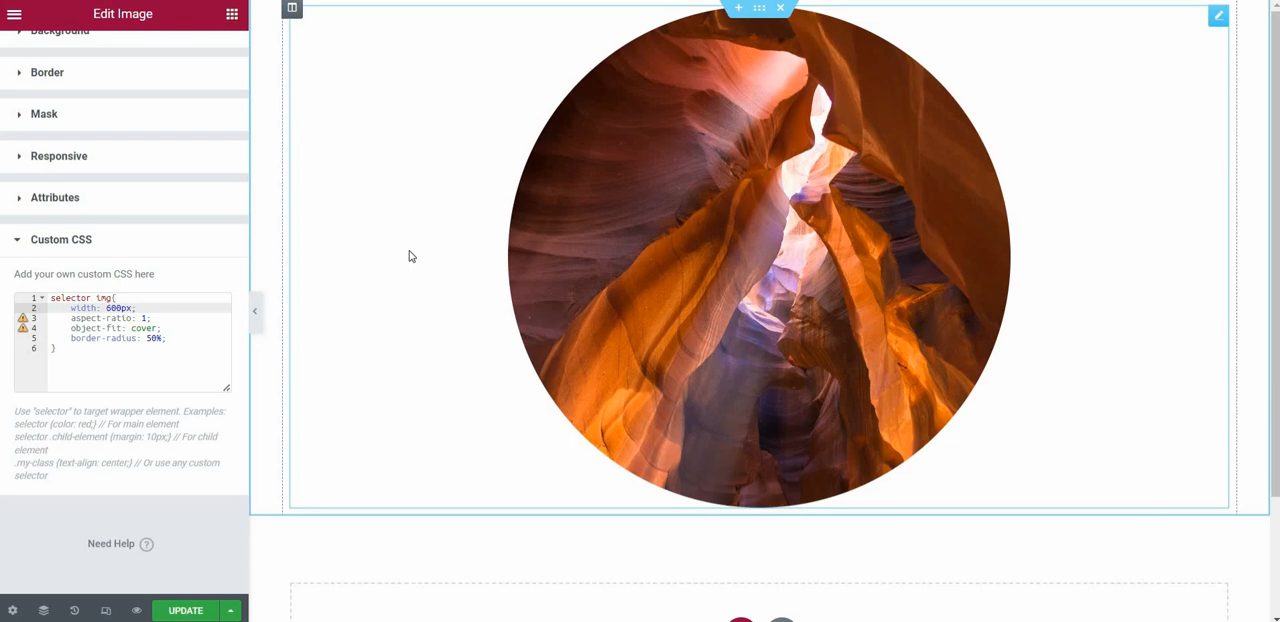 Edit Image
Background
Border
Mask
Responsive
Attributes
Custom CSS
Add your own custom CSS here
1 selector img{
2 width: 600px;
3 aspect-ratio: 1;
4 object-fit: cover;
5 border-radius: 50%;
6 }
Use "selector" to target wrapper element. Examples:
selector {color: red;} // For main element
selector .child-element {margin: 10px;} // For child
element
.my-class {text-align: center;} // Or use any custom
selector
Need Help ?
UPDATE